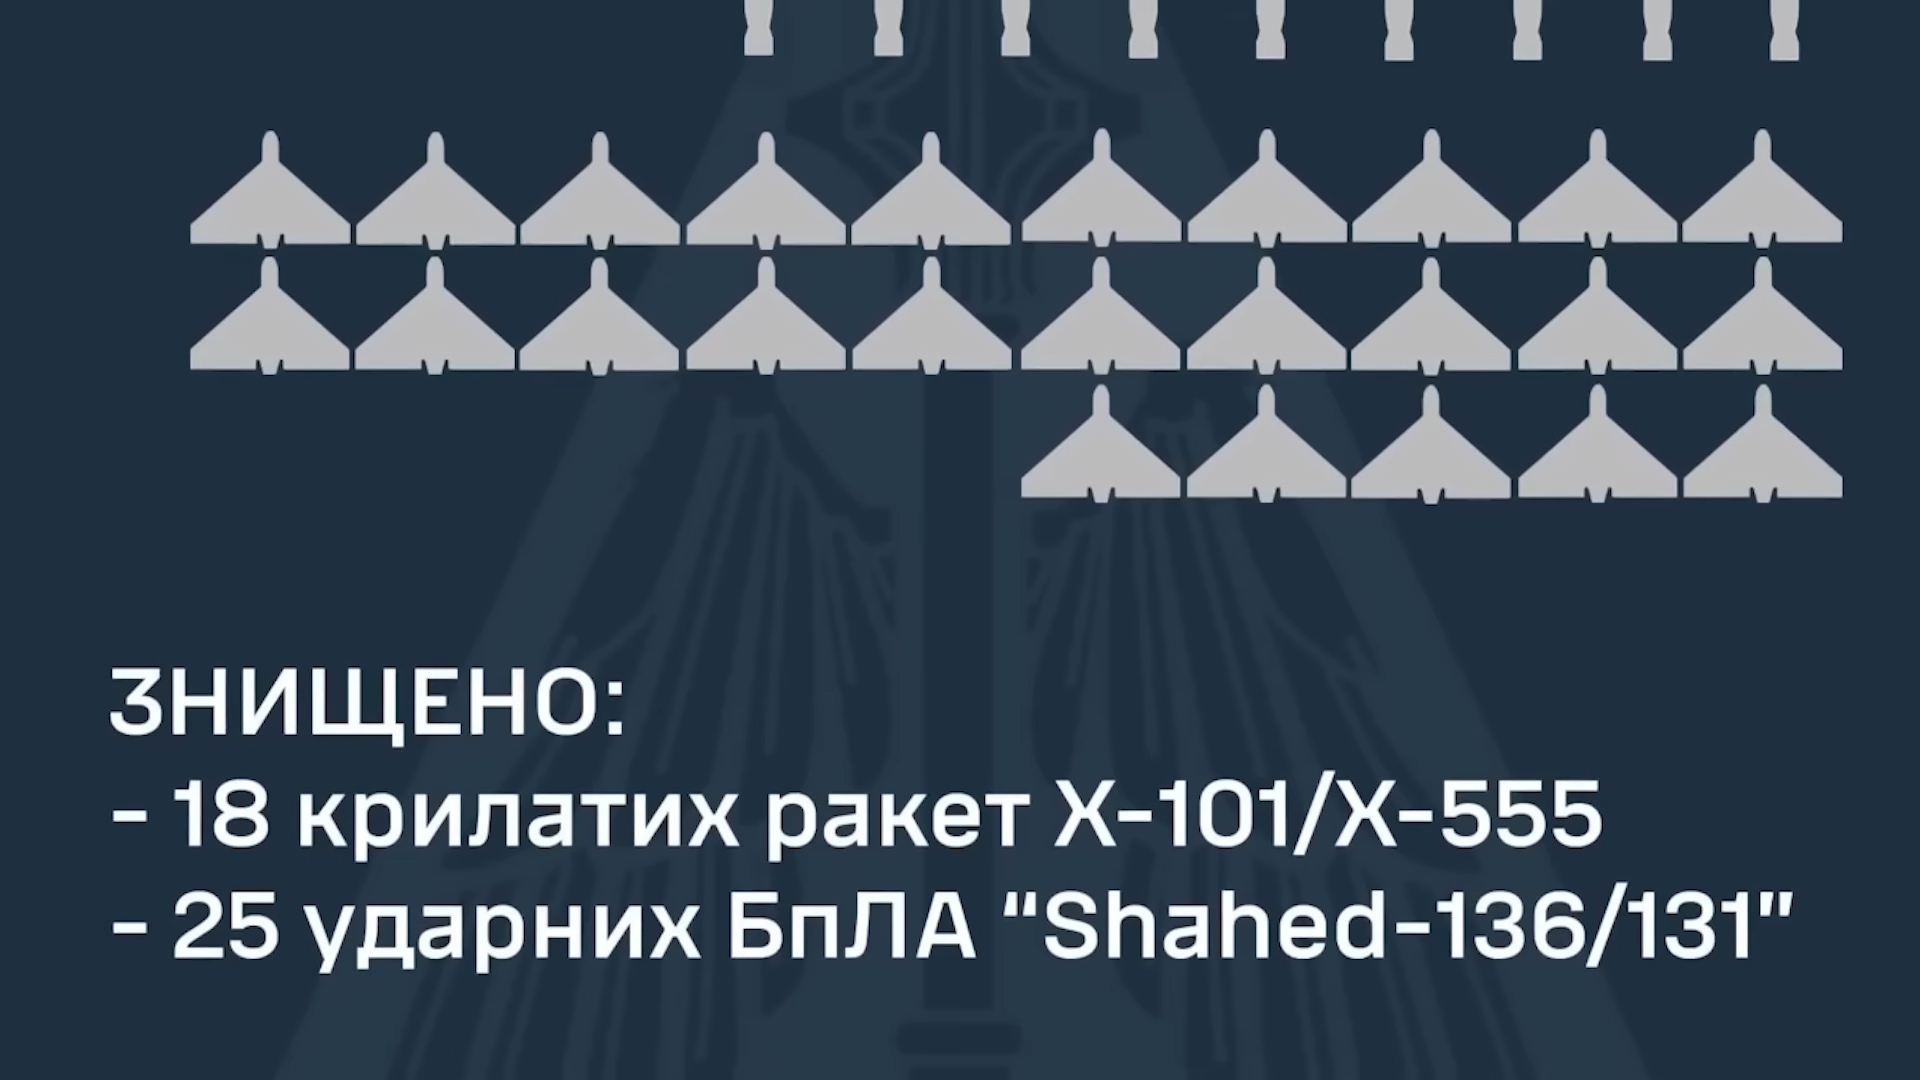 ЗНИЩЕНО:
- 18 крилатих ракет Х-101/Х-555
- 25 ударних БпЛА “Shahed-136/131”